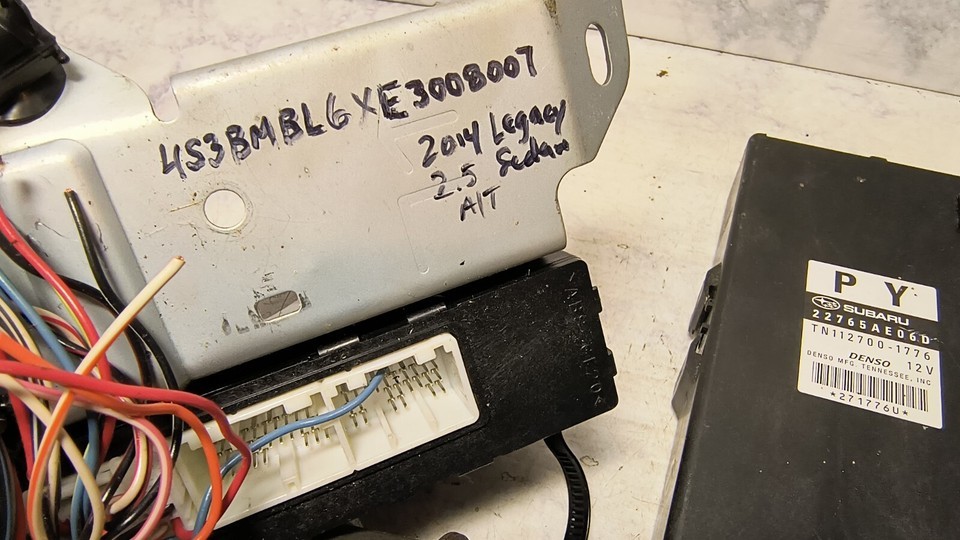 4S3BMBL6XE3008007
2014 Legacy
Sedan
2.5
A/T
P Y
SUBARU
22765AE06D
TN112700-1776
DENSO 12V
DENSO MFG. TENNESSEE, INC
*271776U*